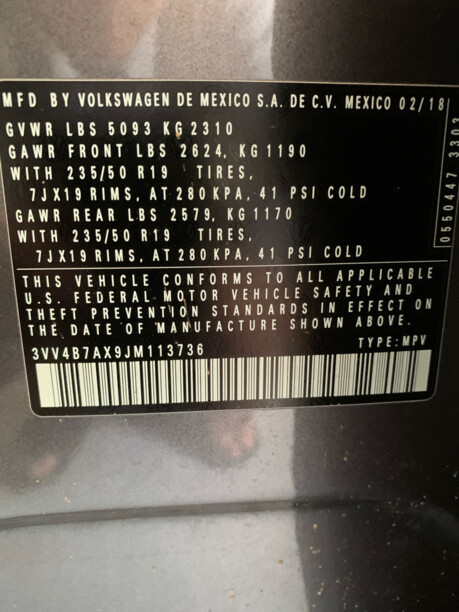 MFD. BY VOLKSWAGEN DE MEXICO S.A. DE C.V. MEXICO 02/18
GVWR LBS 5093 KG 2310
GAWR FRONT LBS 2624, KG 1190
WITH 235/50 R19 TIRES,
7JX19 RIMS, AT 280 KPA, 41 PSI COLD
GAWR REAR LBS 2579, KG 1170
WITH 235/50 R19 TIRES,
7JX19 RIMS, AT 280 KPA, 41 PSI COLD
THIS VEHICLE CONFORMS TO ALL APPLICABLE
U.S. FEDERAL MOTOR VEHICLE SAFETY AND
THEFT PREVENTION STANDARDS IN EFFECT ON
THE DATE OF MANUFACTURE SHOWN ABOVE.
3VV4B7AX9JM113736 TYPE: MPV
0550447 3303